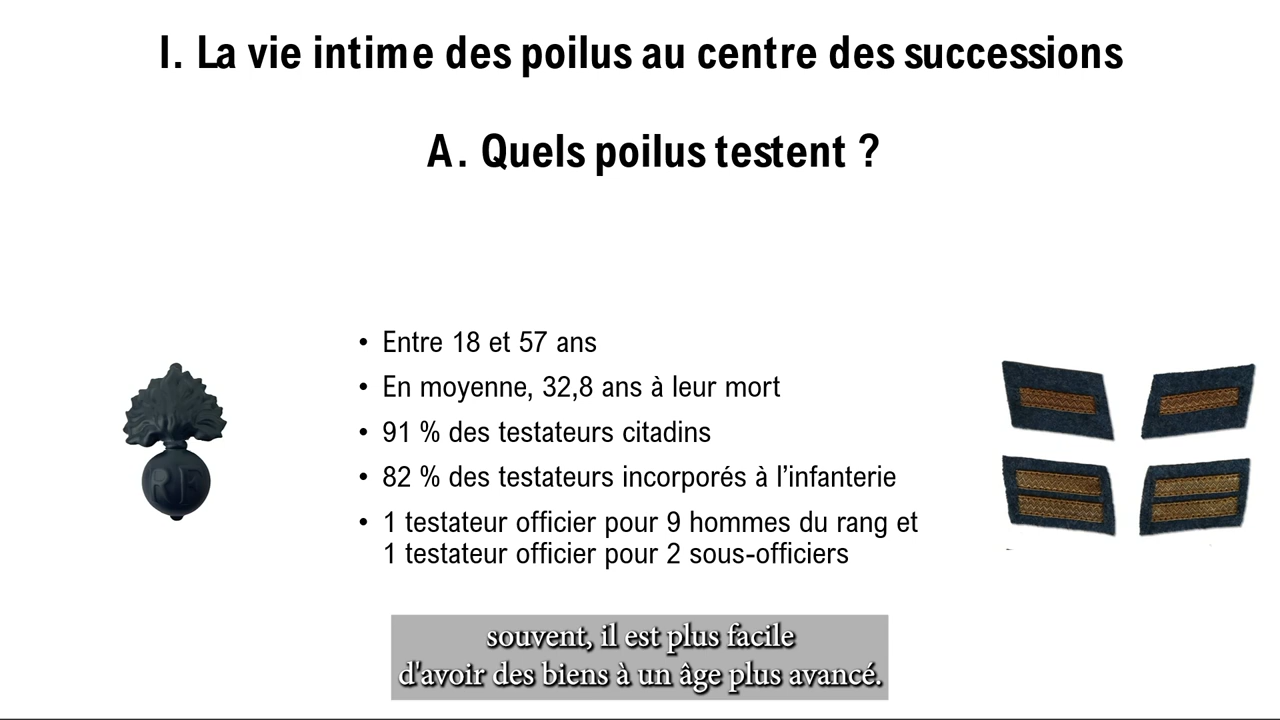 I. La vie intime des poilus au centre des successions
A. Quels poilus testent ?
• Entre 18 et 57 ans
• En moyenne, 32,8 ans à leur mort
• 91 % des testateurs citadins
• 82 % des testateurs incorporés à l'infanterie
• 1 testateur officier pour 9 hommes du rang et
1 testateur officier pour 2 sous-officiers
RF
souvent, il est plus facile
d'avoir des biens à un âge plus avancé.